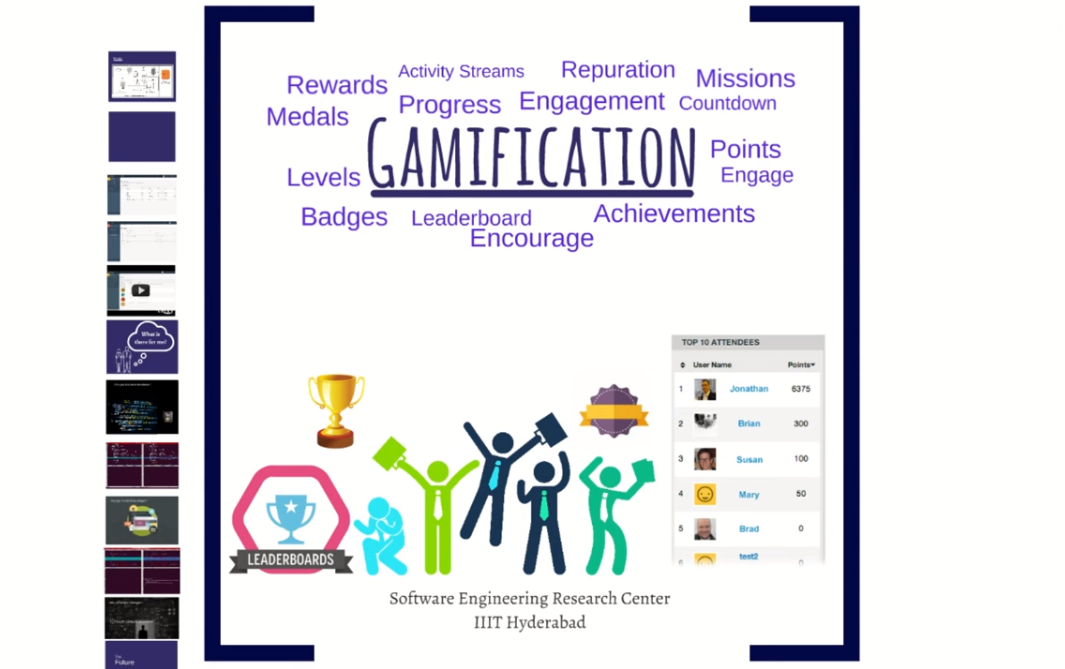 Rewards
Activity Streams
Repuration
Missions
Medals
Progress
Engagement
Countdown
GAMIFICATION
Points
Levels
Engage
Badges
Leaderboard
Achievements
Encourage
TOP 10 ATTENDEES
User Name Points
1 Jonathan 6375
2 Brian 300
3 Susan 100
4 Mary 50
5 Brad 0
6 test2 0
LEADERBOARDS
Software Engineering Research Center
IIIT Hyderabad
What is
there for me?
The
Future